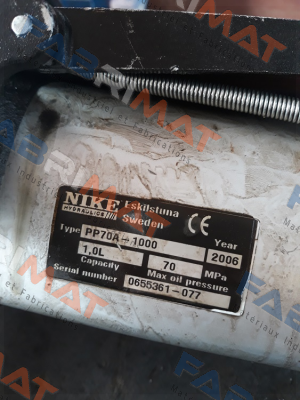 FABRIMAT
NIKE Eskilstuna
HYDRAULICS Sweden CE
Type PP70A-1000 Year
1.0L 70 2006
Capacity Max oil pressure MPa
Serial number 0655361-077